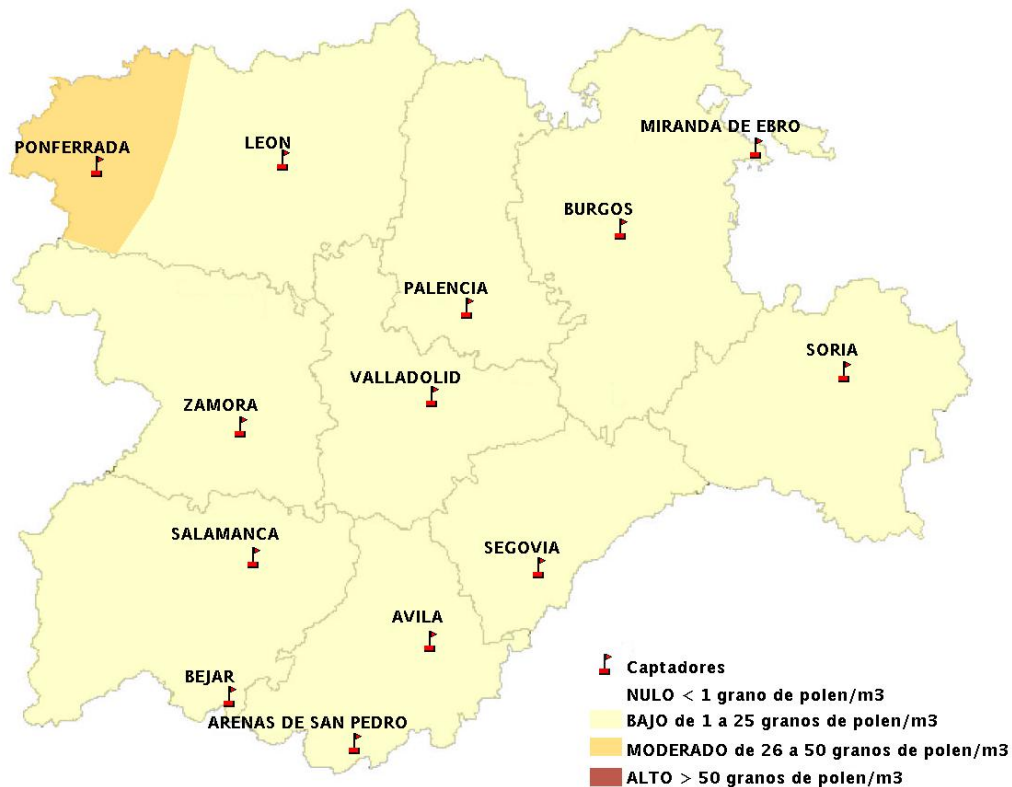 MIRANDA DE EBRO
PONFERRADA
LEON
BURGOS
PALENCIA
SORIA
VALLADOLID
ZAMORA
SALAMANCA
SEGOVIA
AVILA
BEJAR
ARENAS DE SAN PEDRO
Captadores
NULO < 1 grano de polen/m3
BAJO de 1 a 25 granos de polen/m3
MODERADO de 26 a 50 granos de polen/m3
ALTO > 50 granos de polen/m3